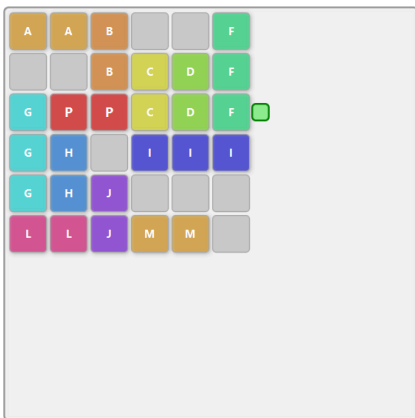 A A B F
B C D F
G P P C D F
G H I I I
G H J
L L J M M